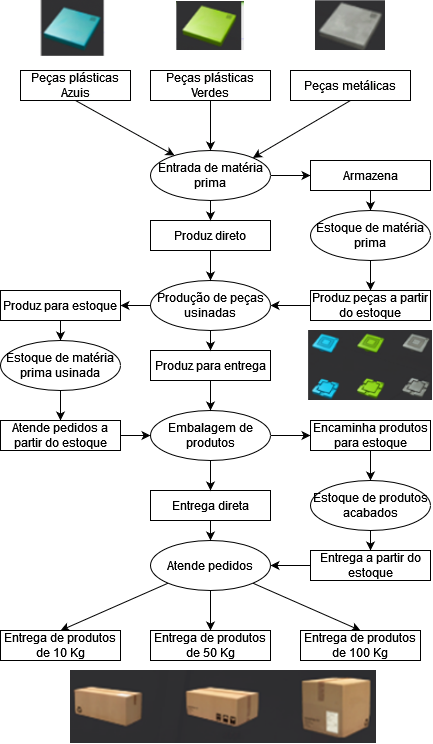 Peças plásticas
Azuis
Peças plásticas
Verdes
Peças metálicas
Entrada de matéria
prima
Armazena
Produz direto
Estoque de matéria
prima
Produz para estoque
Produção de peças
usinadas
Produz peças a partir
do estoque
Estoque de matéria
prima usinada
Produz para entrega
Atende pedidos a
partir do estoque
Embalagem de
produtos
Encaminha produtos
para estoque
Entrega direta
Estoque de produtos
acabados
Atende pedidos
Entrega a partir do
estoque
Entrega de produtos
de 10 Kg
Entrega de produtos
de 50 Kg
Entrega de produtos
de 100 Kg